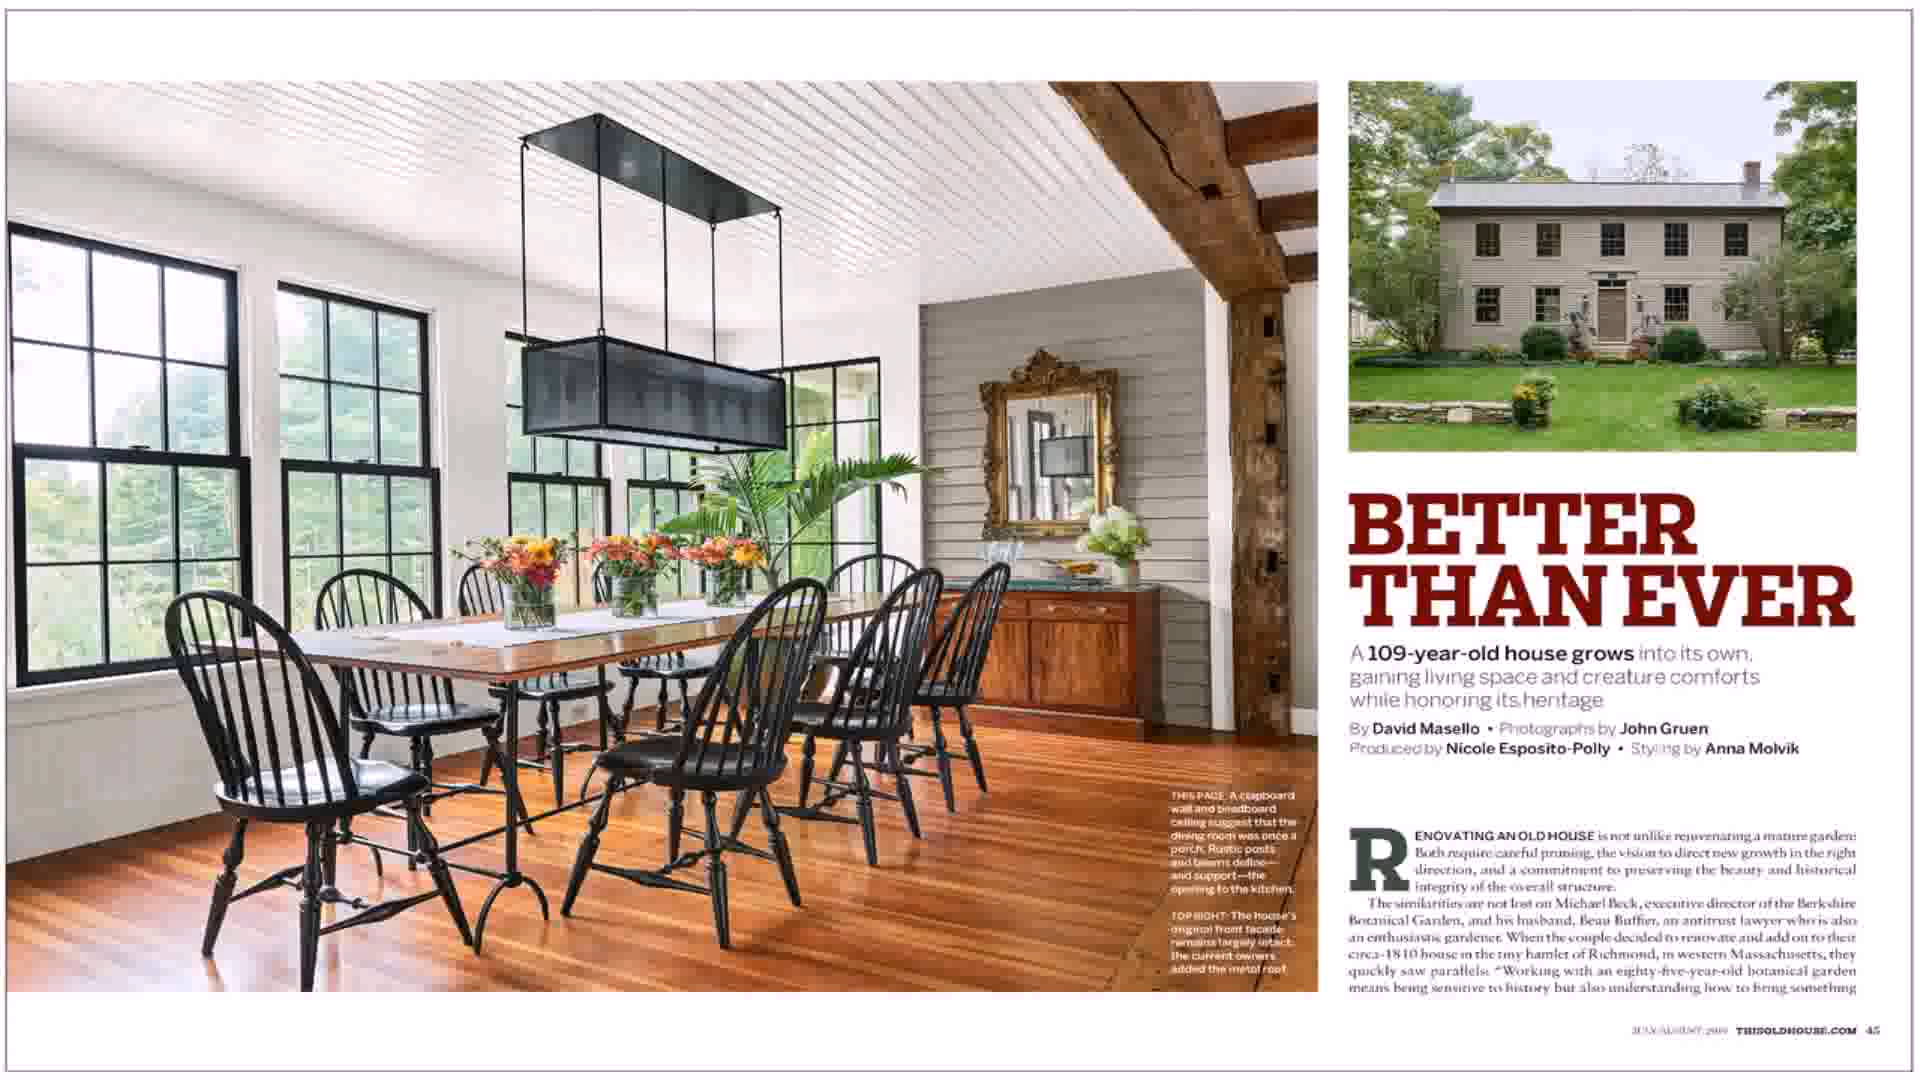 BETTER
THAN EVER
A 109-year-old house grows into its own,
gaining living space and creature comforts
while honoring its heritage
By David Masello • Photographs by John Gruen
Produced by Nicole Esposito-Polly • Styling by Anna Molvik
THIS PAGE: A clapboard
wall and beadboard
ceiling suggest that the
dining room was once a
porch. Rustic posts
and beams define—
and support—the
opening to the kitchen.
TOP RIGHT: The house's
original front facade
remains largely intact;
the current owners
added the metal roof.
RENOVATING AN OLD HOUSE is not unlike rejuvenating a mature garden:
Both require careful pruning, the vision to direct new growth in the right
direction, and a commitment to preserving the beauty and historical
integrity of the overall structure.
The similarities are not lost on Michael Beck, executive director of the Berkshire
Botanical Garden, and his husband, Beau Buffier, an antitrust lawyer who is also
an enthusiastic gardener. When the couple decided to renovate and add on to their
circa-1810 house in the tiny hamlet of Richmond, in western Massachusetts, they
quickly saw parallels. "Working with an eighty-five-year-old botanical garden
means being sensitive to history but also understanding how to bring something
JULY/AUGUST 2019 THISOLDHOUSE.COM 45